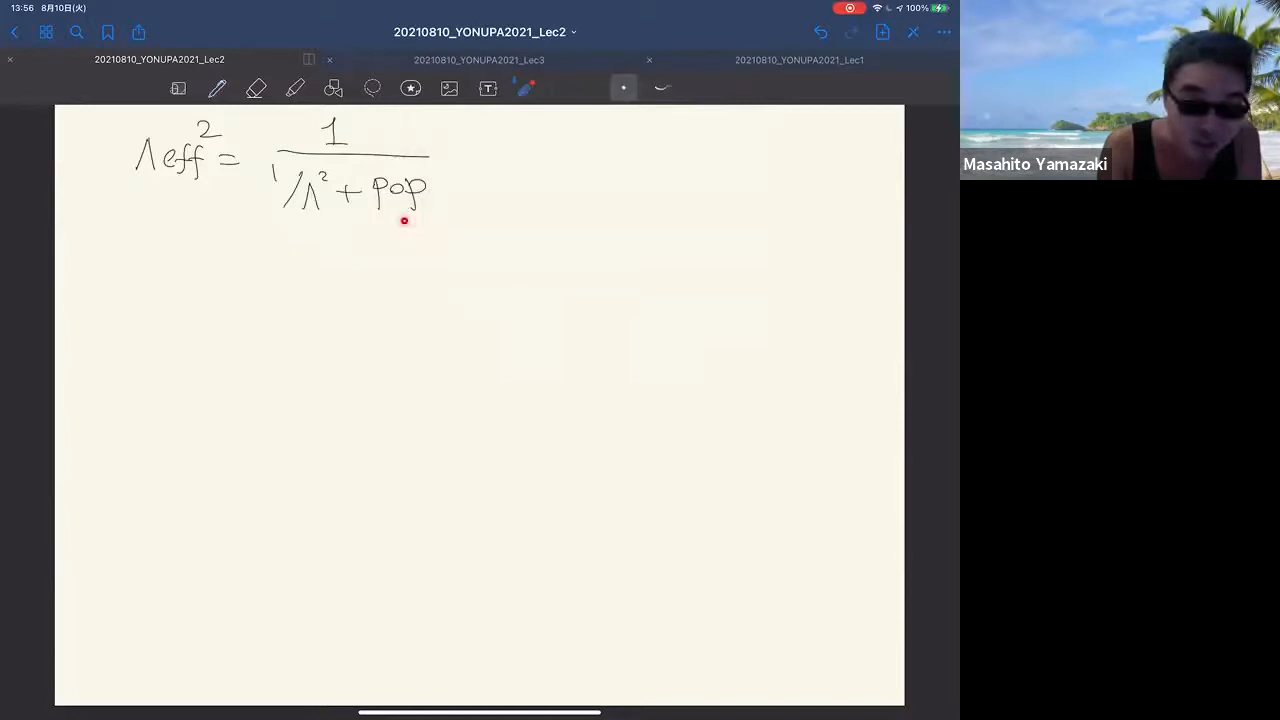 13:56 8月10日(火)
100%
20210810_YONUPA2021_Lec2
20210810_YONUPA2021_Lec2
20210810_YONUPA2021_Lec3
20210810_YONUPA2021_Lec1
Λeff² = 1
1/Λ² + pop
Masahito Yamazaki